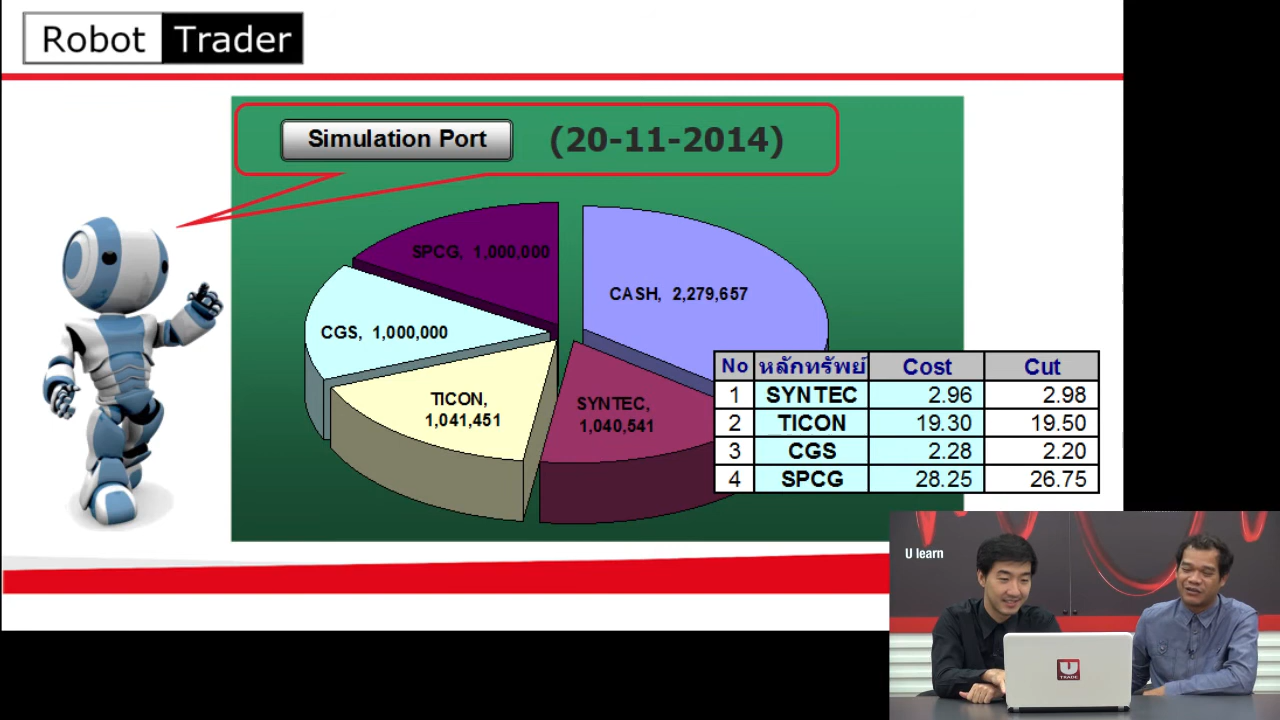 Robot Trader
Simulation Port (20-11-2014)
SPCG, 1,000,000
CASH, 2,279,657
CGS, 1,000,000
TICON,
1,041,451
SYNTEC,
1,040,541
No หลักทรัพย์ Cost Cut
1 SYNTEC 2.96 2.98
2 TICON 19.30 19.50
3 CGS 2.28 2.20
4 SPCG 28.25 26.75
U learn
U
TRADE